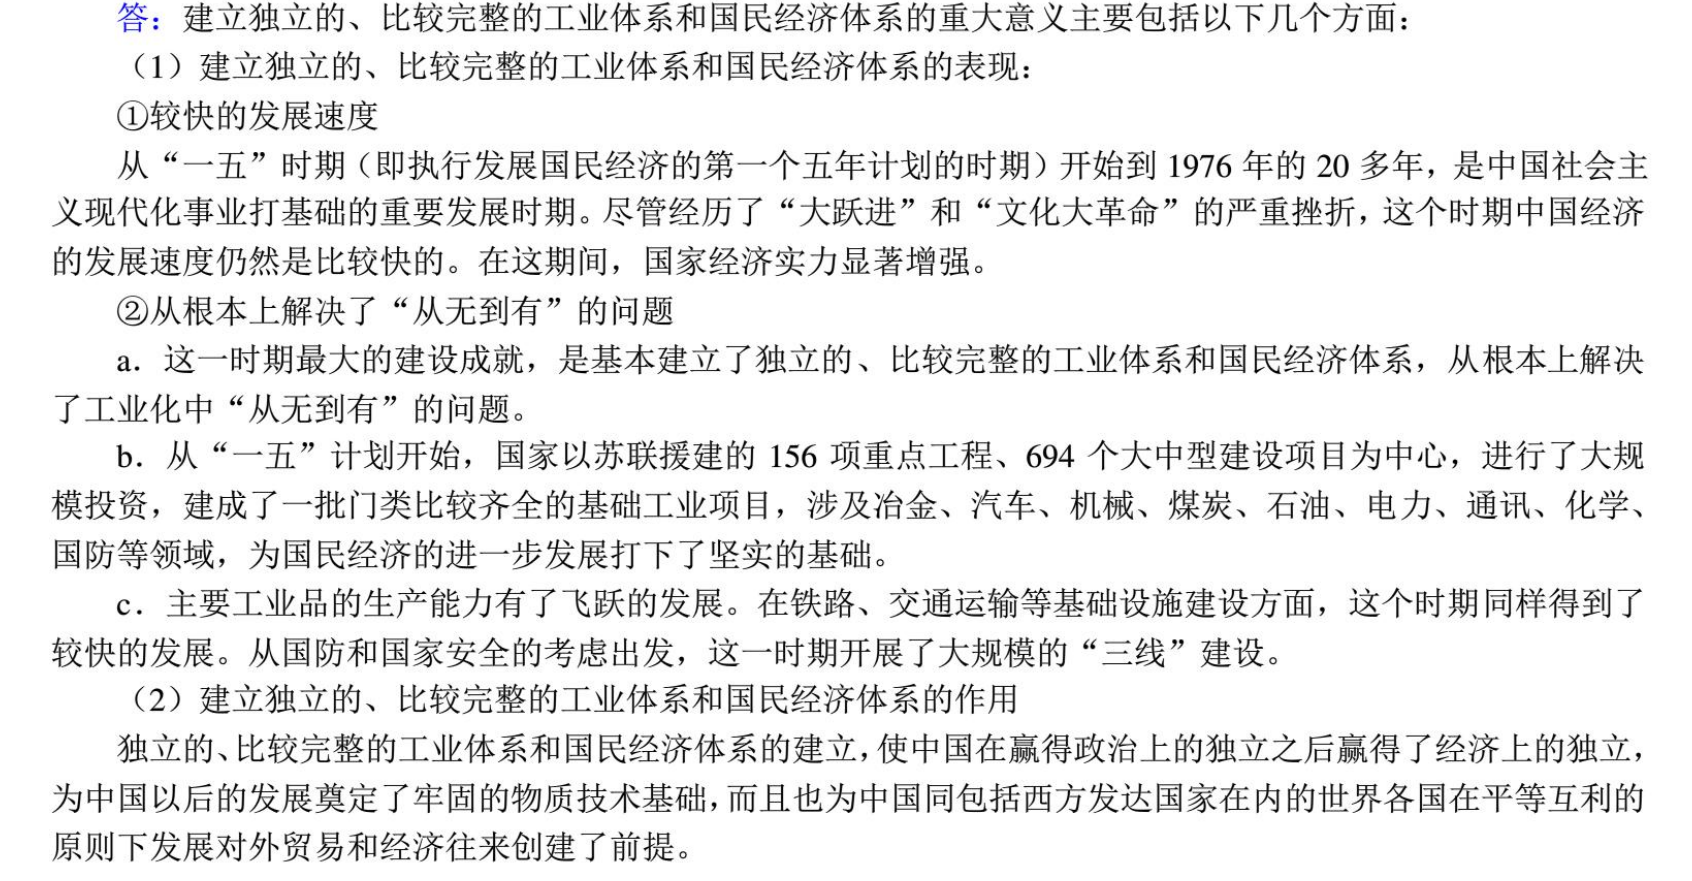 答：建立独立的、比较完整的工业体系和国民经济体系的重大意义主要包括以下几个方面：
（1）建立独立的、比较完整的工业体系和国民经济体系的表现：
①较快的发展速度
从“一五”时期（即执行发展国民经济的第一个五年计划的时期）开始到 1976 年的 20 多年，是中国社会主
义现代化事业打基础的重要发展时期。尽管经历了“大跃进”和“文化大革命”的严重挫折，这个时期中国经济
的发展速度仍然是比较快的。在这期间，国家经济实力显著增强。
②从根本上解决了“从无到有”的问题
a．这一时期最大的建设成就，是基本建立了独立的、比较完整的工业体系和国民经济体系，从根本上解决
了工业化中“从无到有”的问题。
b．从“一五”计划开始，国家以苏联援建的 156 项重点工程、694 个大中型建设项目为中心，进行了大规
模投资，建成了一批门类比较齐全的基础工业项目，涉及冶金、汽车、机械、煤炭、石油、电力、通讯、化学、
国防等领域，为国民经济的进一步发展打下了坚实的基础。
c．主要工业品的生产能力有了飞跃的发展。在铁路、交通运输等基础设施建设方面，这个时期同样得到了
较快的发展。从国防和国家安全的考虑出发，这一时期开展了大规模的“三线”建设。
（2）建立独立的、比较完整的工业体系和国民经济体系的作用
独立的、比较完整的工业体系和国民经济体系的建立，使中国在赢得政治上的独立之后赢得了经济上的独立，
为中国以后的发展奠定了牢固的物质技术基础，而且也为中国同包括西方发达国家在内的世界各国在平等互利的
原则下发展对外贸易和经济往来创建了前提。